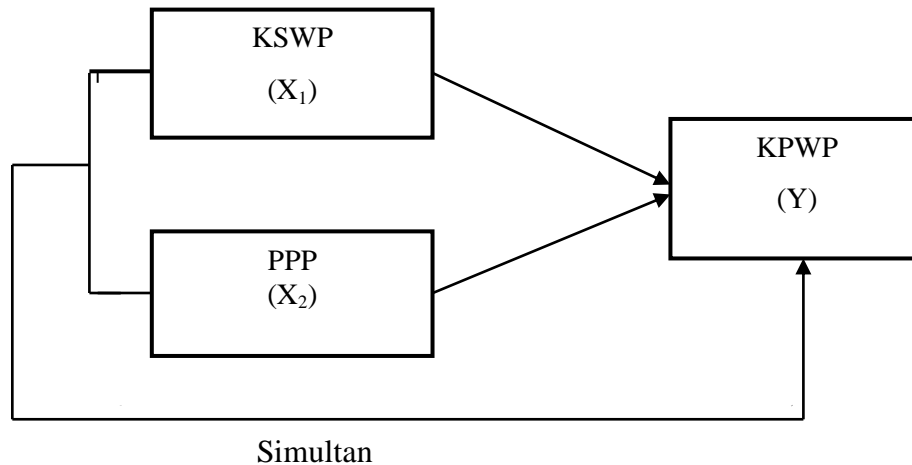 KSWP
(X₁)
KPWP
(Y)
PPP
(X₂)
Simultan